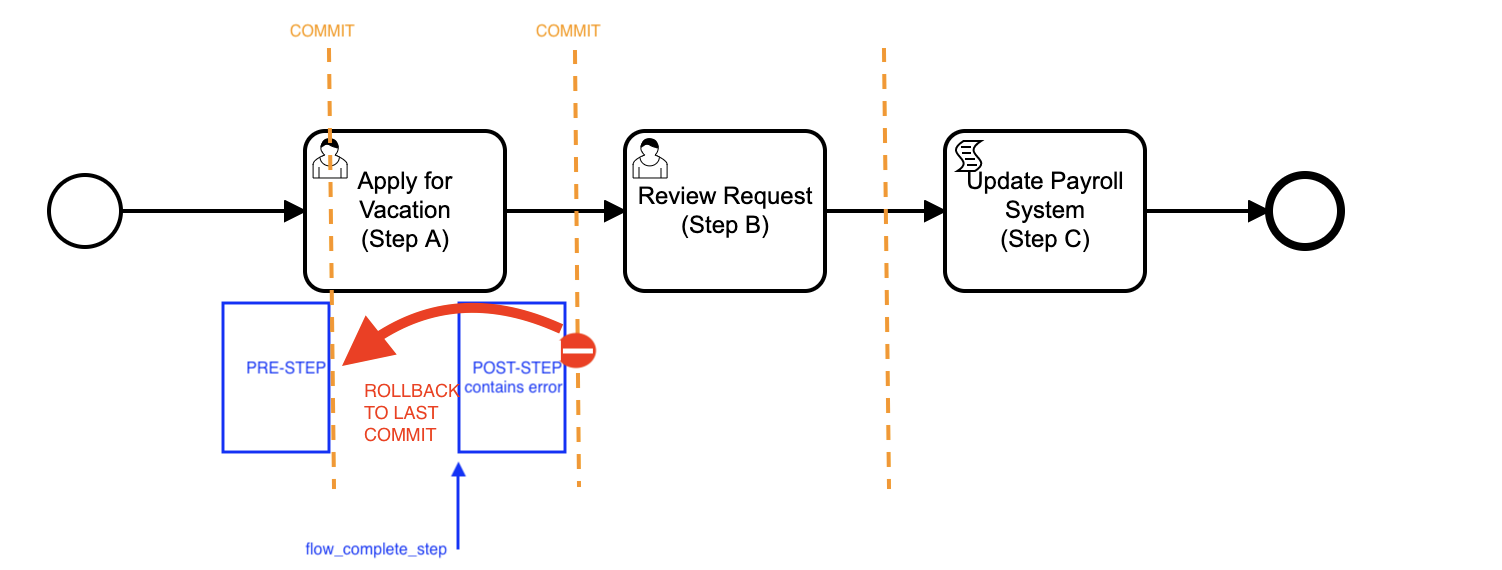 COMMIT
COMMIT
Apply for
Vacation
(Step A)
Review Request
(Step B)
Update Payroll
System
(Step C)
PRE-STEP
POST-STEP
contains error
ROLLBACK
TO LAST
COMMIT
flow_complete_step